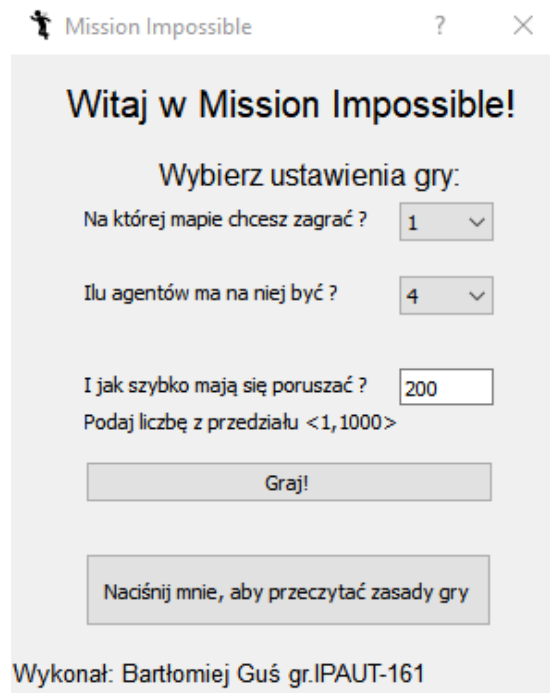 Mission Impossible
Witaj w Mission Impossible!
Wybierz ustawienia gry:
Na której mapie chcesz zagrać ? 1
Ilu agentów ma na niej być ? 4
I jak szybko mają się poruszać ? 200
Podaj liczbę z przedziału <1,1000>
Graj!
Naciśnij mnie, aby przeczytać zasady gry
Wykonał: Bartłomiej Guś gr.IPAUT-161